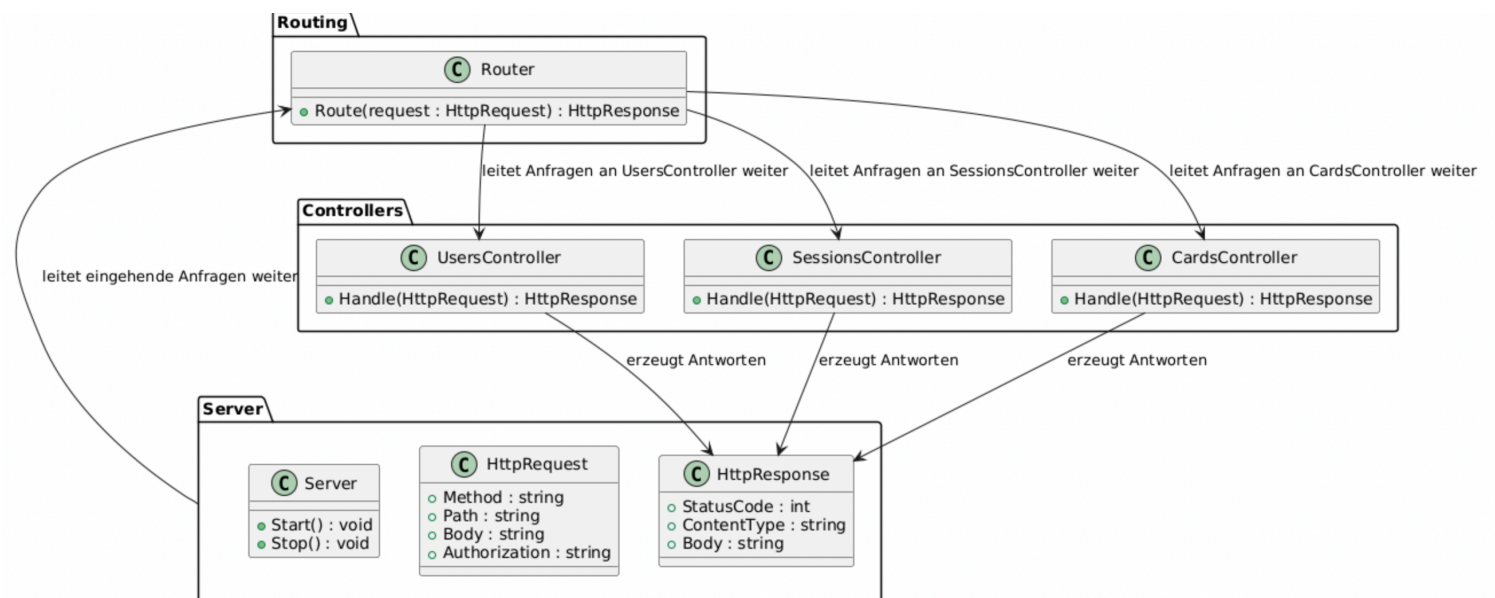 Routing
C Router
Route(request : HttpRequest) : HttpResponse
leitet Anfragen an UsersController weiter
leitet Anfragen an SessionsController weiter
leitet Anfragen an CardsController weiter
Controllers
C UsersController
Handle(HttpRequest) : HttpResponse
C SessionsController
Handle(HttpRequest) : HttpResponse
C CardsController
Handle(HttpRequest) : HttpResponse
leitet eingehende Anfragen weiter
erzeugt Antworten
erzeugt Antworten
erzeugt Antworten
Server
C Server
Start() : void
Stop() : void
C HttpRequest
Method : string
Path : string
Body : string
Authorization : string
C HttpResponse
StatusCode : int
ContentType : string
Body : string